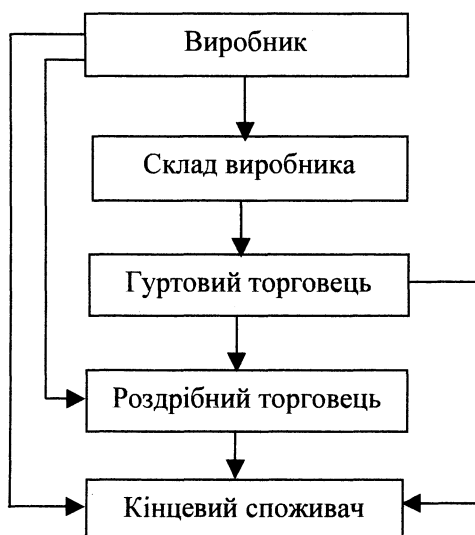 Виробник
Склад виробника
Гуртовий торговець
Роздрібний торговець
Кінцевий споживач